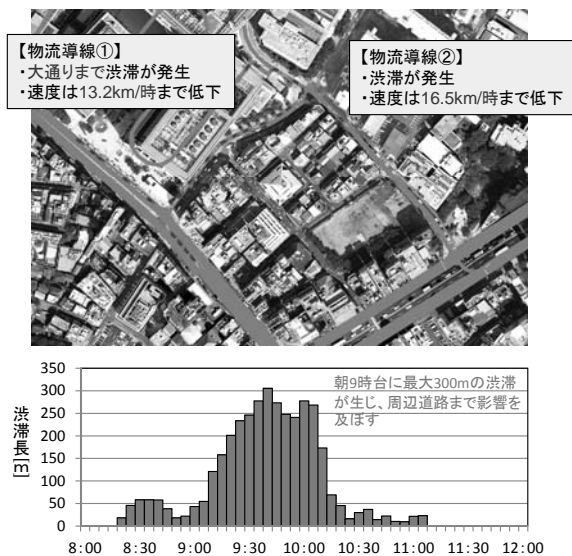 【物流導線①】
・大通りまで渋滞が発生
・速度は13.2km/時まで低下
【物流導線②】
・渋滞が発生
・速度は16.5km/時まで低下
350
300
250
200
150
100
50
0
渋滞長[m]
朝9時台に最大300mの渋滞
が生じ、周辺道路まで影響を
及ぼす
8:00 8:30 9:00 9:30 10:00 10:30 11:00 11:30 12:00